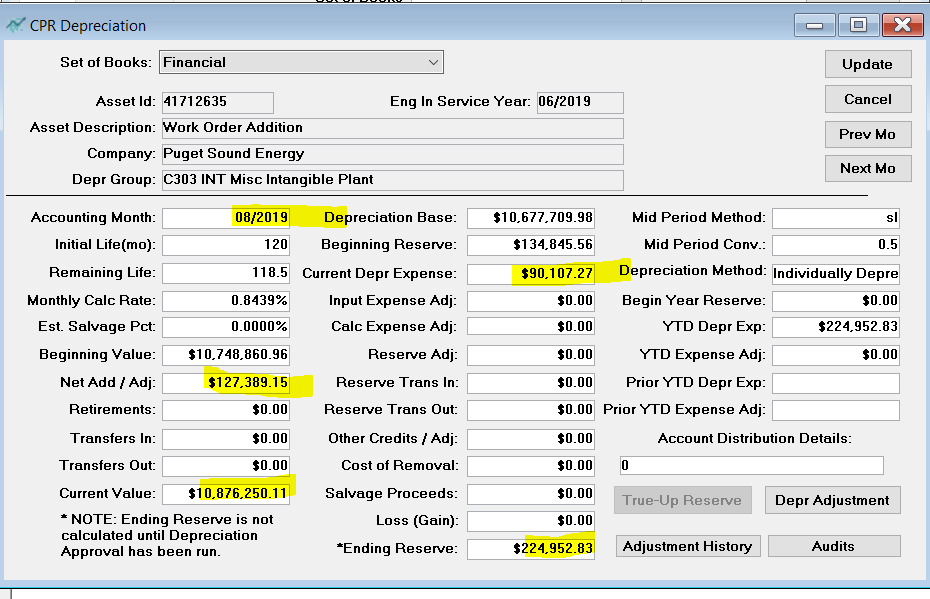 CPR Depreciation
Set of Books: Financial
Asset Id: 41712635 Eng In Service Year: 06/2019
Asset Description: Work Order Addition
Company: Puget Sound Energy
Depr Group: C303 INT Misc Intangible Plant
Update
Cancel
Prev Mo
Next Mo
Accounting Month: 08/2019 Depreciation Base: $10,677,709.98 Mid Period Method: sl
Initial Life(mo): 120 Beginning Reserve: $134,845.56 Mid Period Conv.: 0.5
Remaining Life: 118.5 Current Depr Expense: $90,107.27 Depreciation Method: Individually Depre
Monthly Calc Rate: 0.8439% Input Expense Adj: $0.00 Begin Year Reserve: $0.00
Est. Salvage Pct: 0.0000% Calc Expense Adj: $0.00 YTD Depr Exp: $224,952.83
Beginning Value: $10,748,860.96 Reserve Adj: $0.00 YTD Expense Adj: $0.00
Net Add / Adj: $127,389.15 Reserve Trans In: $0.00 Prior YTD Depr Exp:
Retirements: $0.00 Reserve Trans Out: $0.00 Prior YTD Expense Adj:
Transfers In: $0.00 Other Credits / Adj: $0.00 Account Distribution Details:
Transfers Out: $0.00 Cost of Removal: $0.00 0
Current Value: $10,876,250.11 Salvage Proceeds: $0.00 True-Up Reserve Depr Adjustment
* NOTE: Ending Reserve is not
calculated until Depreciation
Approval has been run.
Loss (Gain): $0.00
*Ending Reserve: $224,952.83 Adjustment History Audits